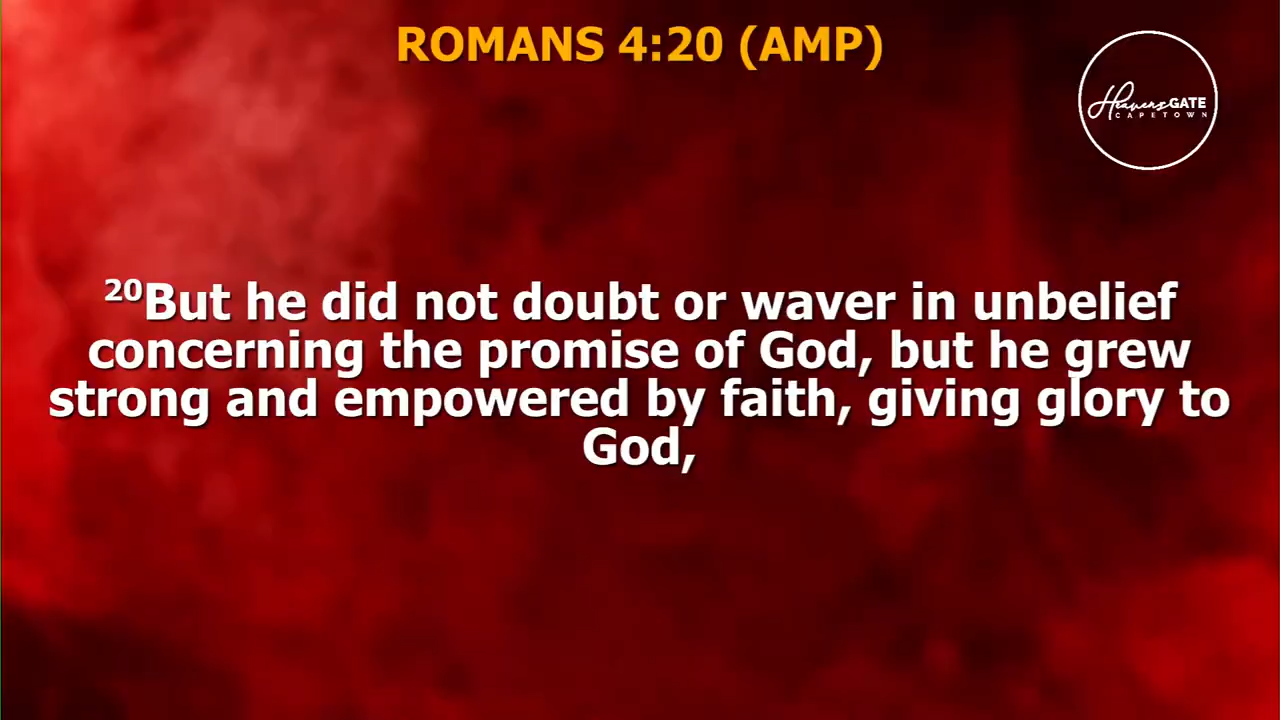 ROMANS 4:20 (AMP)
HeavensGATE
CAPETOWN
20But he did not doubt or waver in unbelief
concerning the promise of God, but he grew
strong and empowered by faith, giving glory to
God,